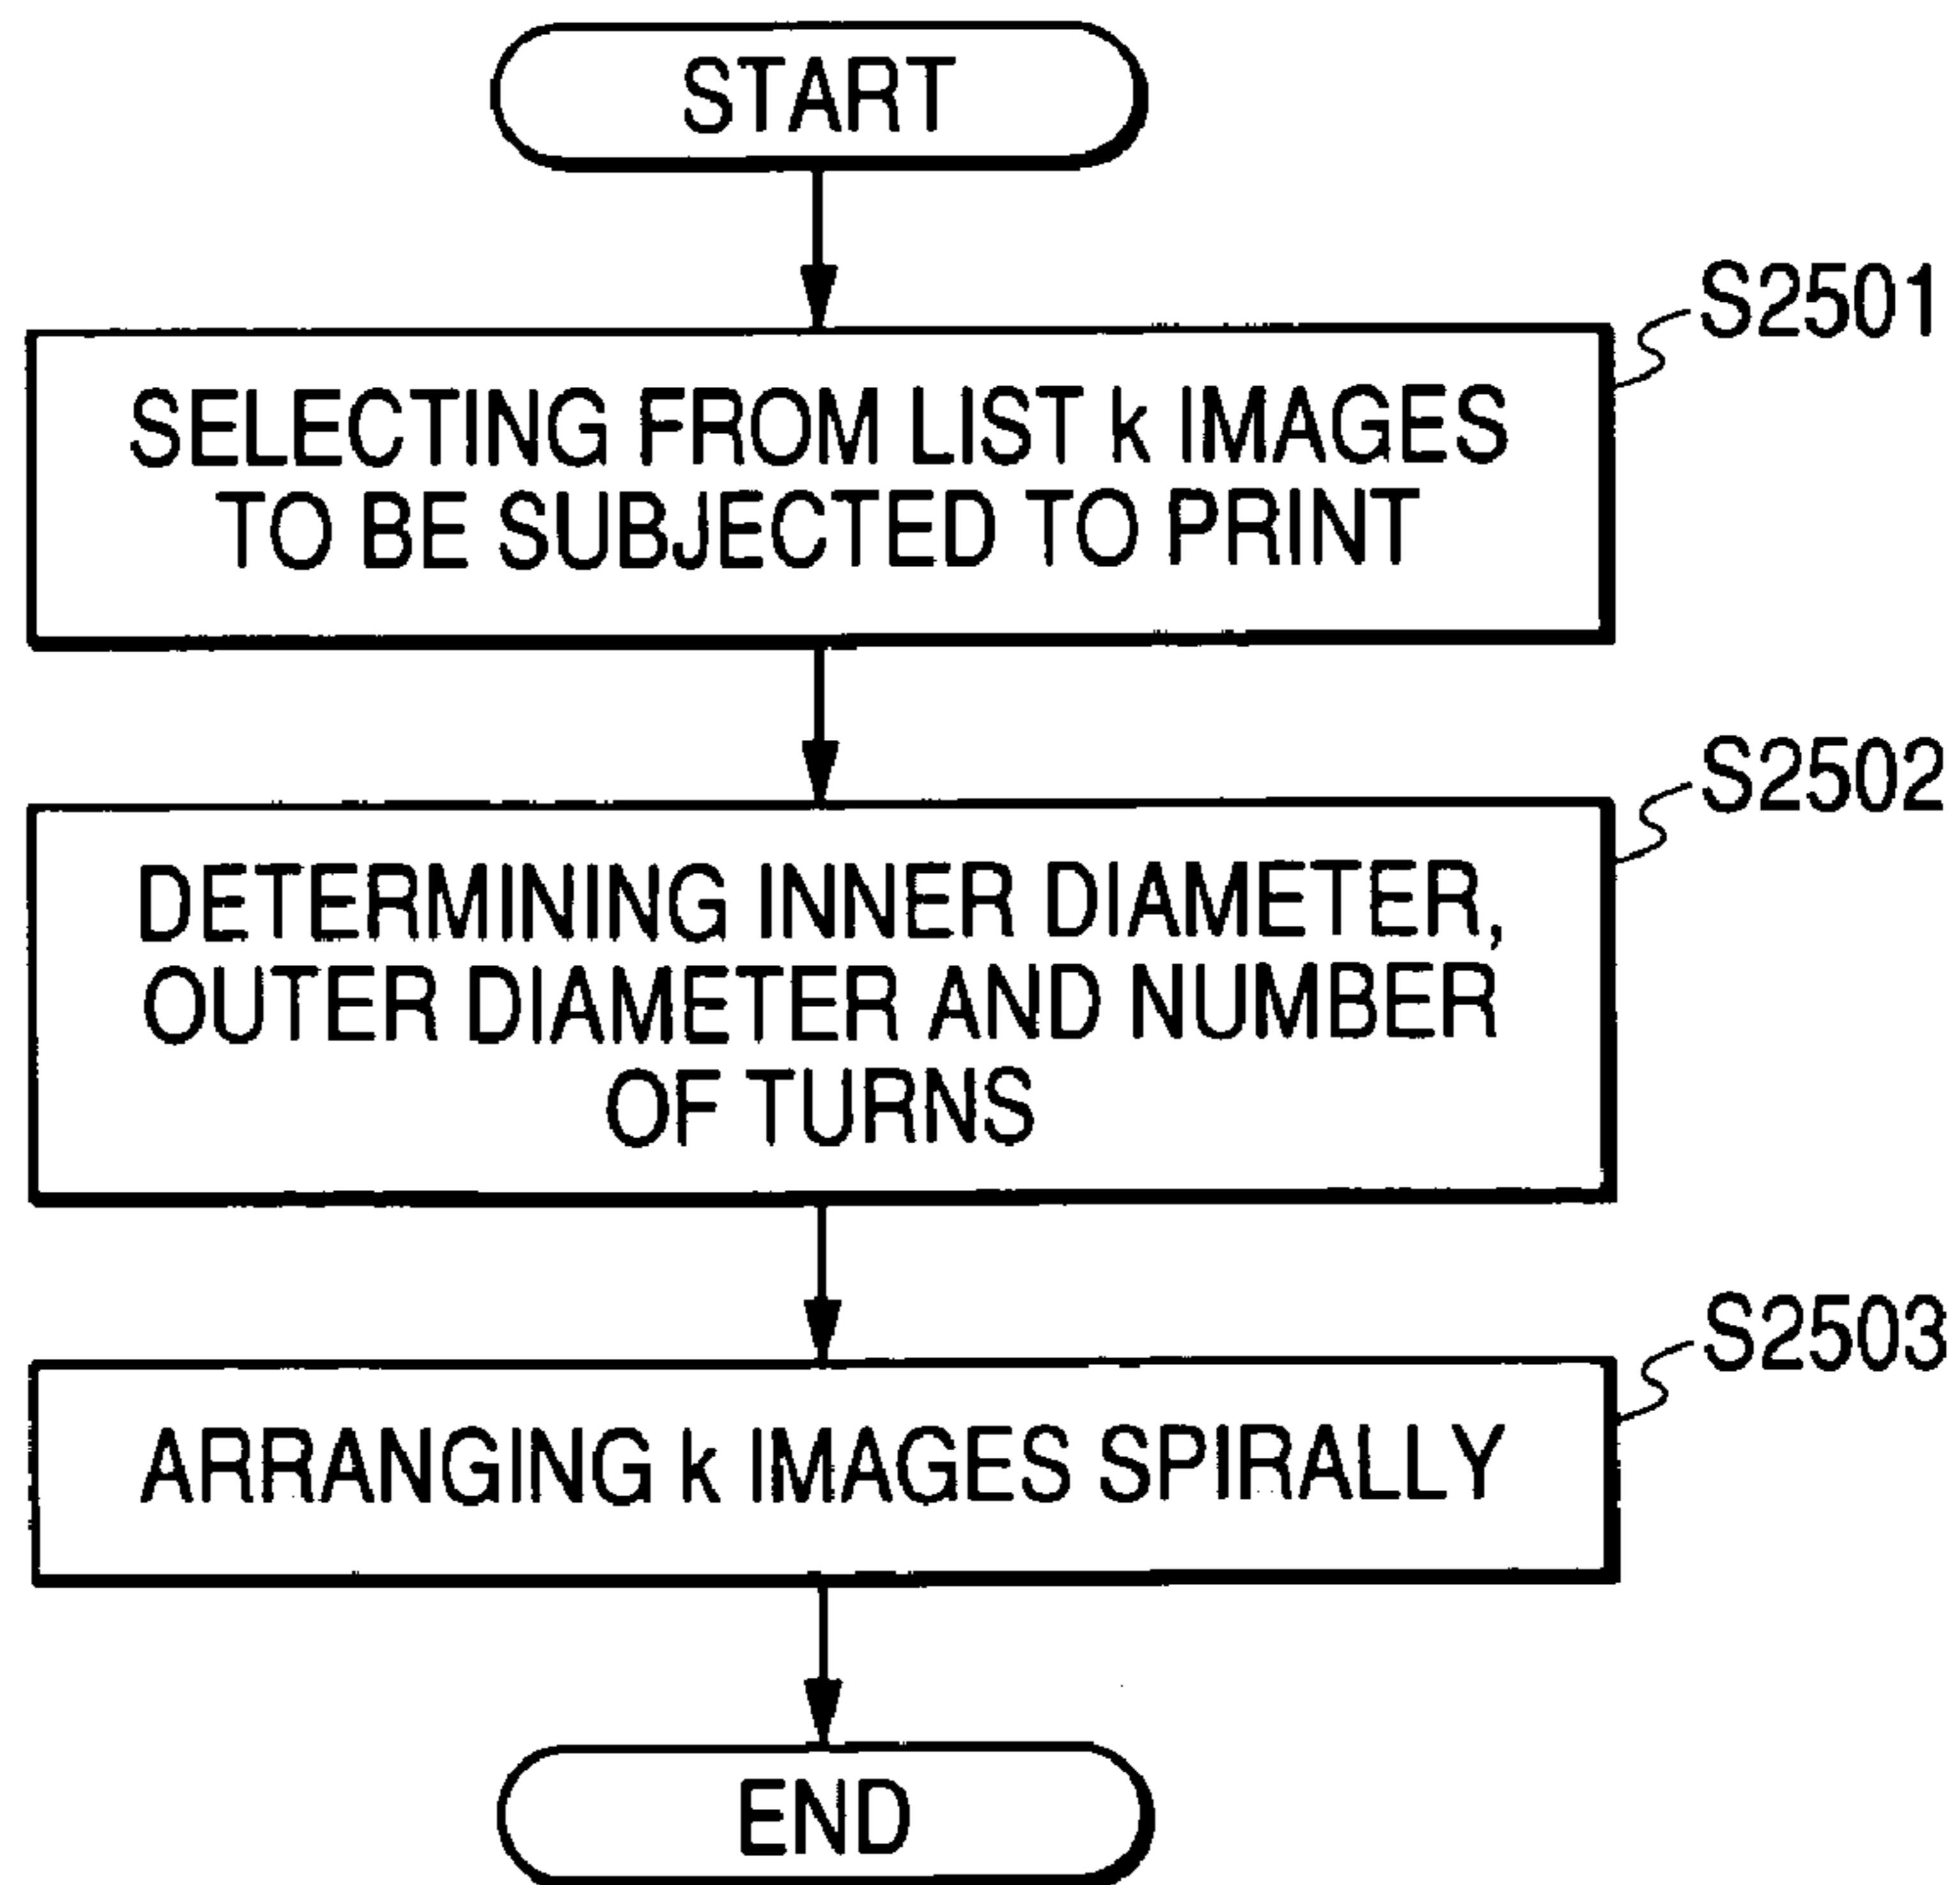 START
S2501
SELECTING FROM LIST k IMAGES
TO BE SUBJECTED TO PRINT
S2502
DETERMINING INNER DIAMETER,
OUTER DIAMETER AND NUMBER
OF TURNS
S2503
ARRANGING k IMAGES SPIRALLY
END